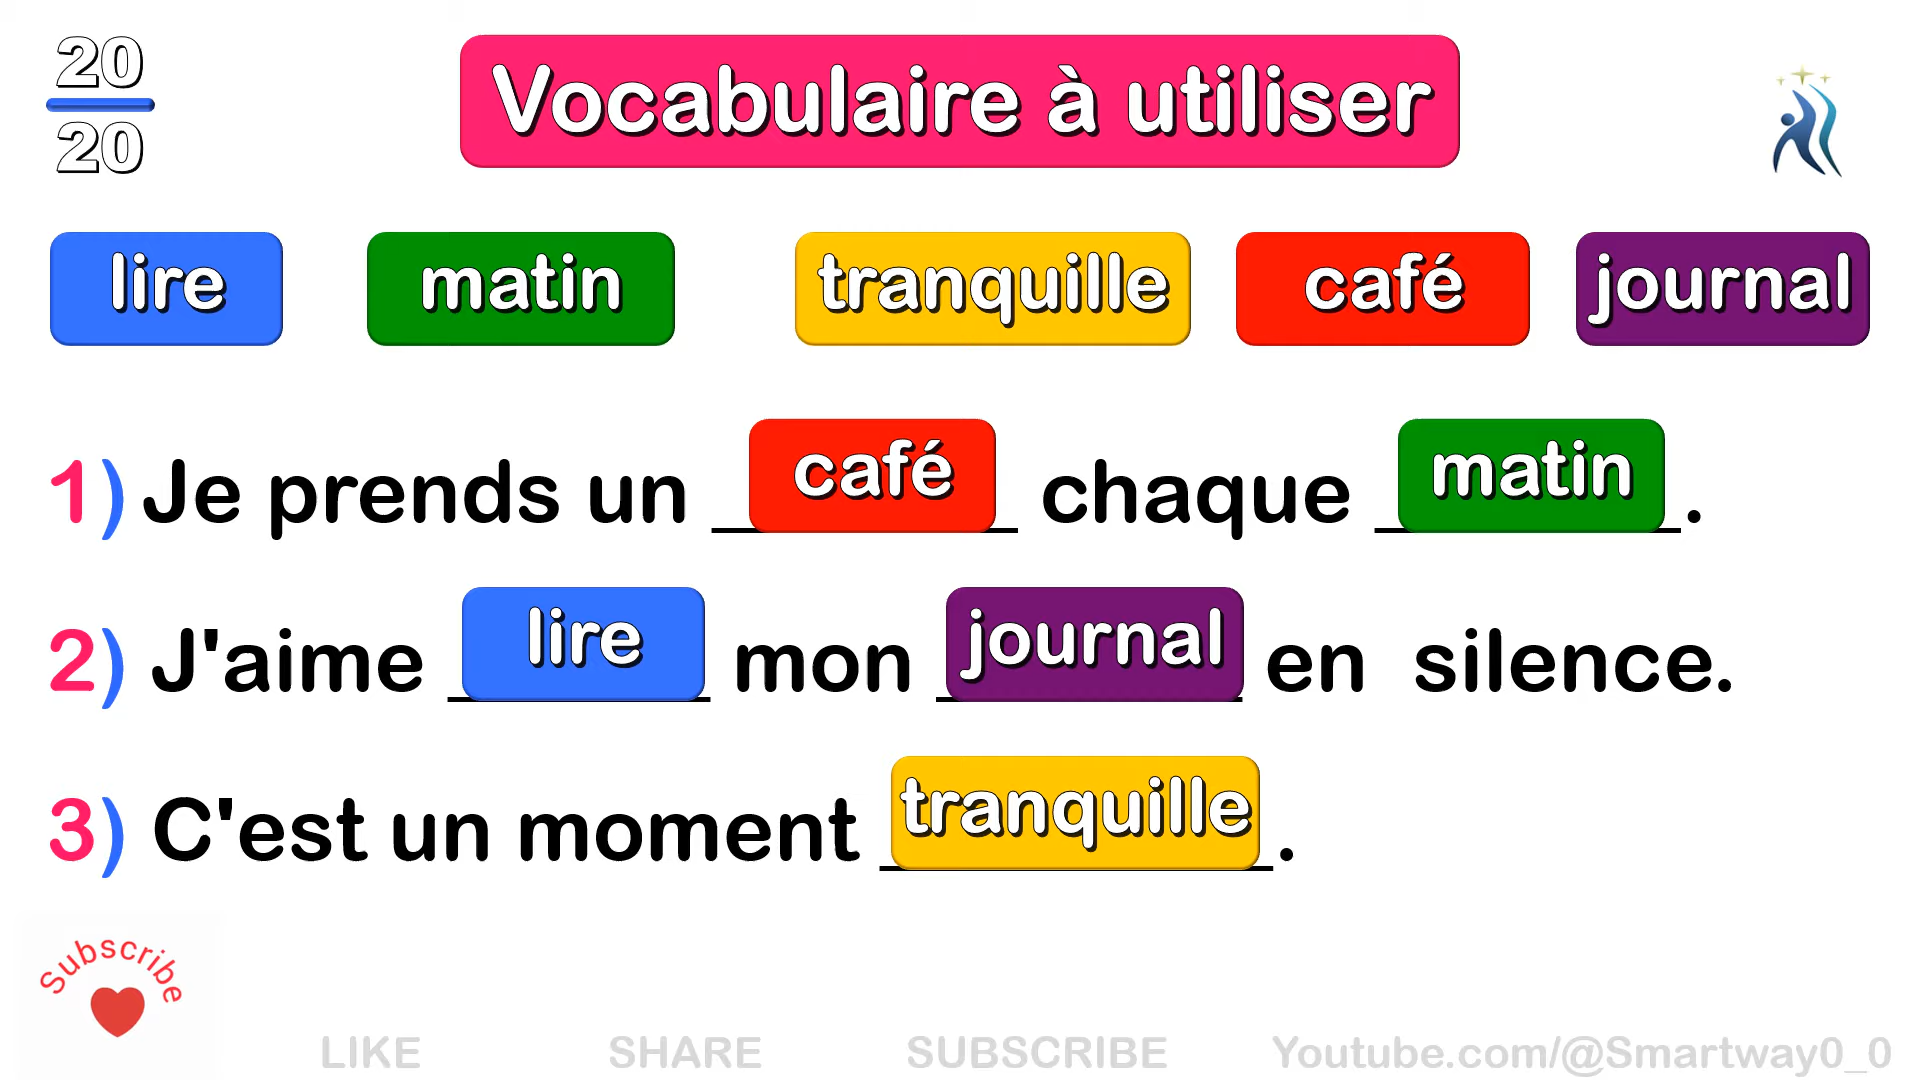 20
20
Vocabulaire à utiliser
lire matin tranquille café journal
1) Je prends un café chaque matin.
2) J'aime lire mon journal en silence.
3) C'est un moment tranquille.
Subscribe
LIKE SHARE SUBSCRIBE Youtube.com/@Smartway0_0